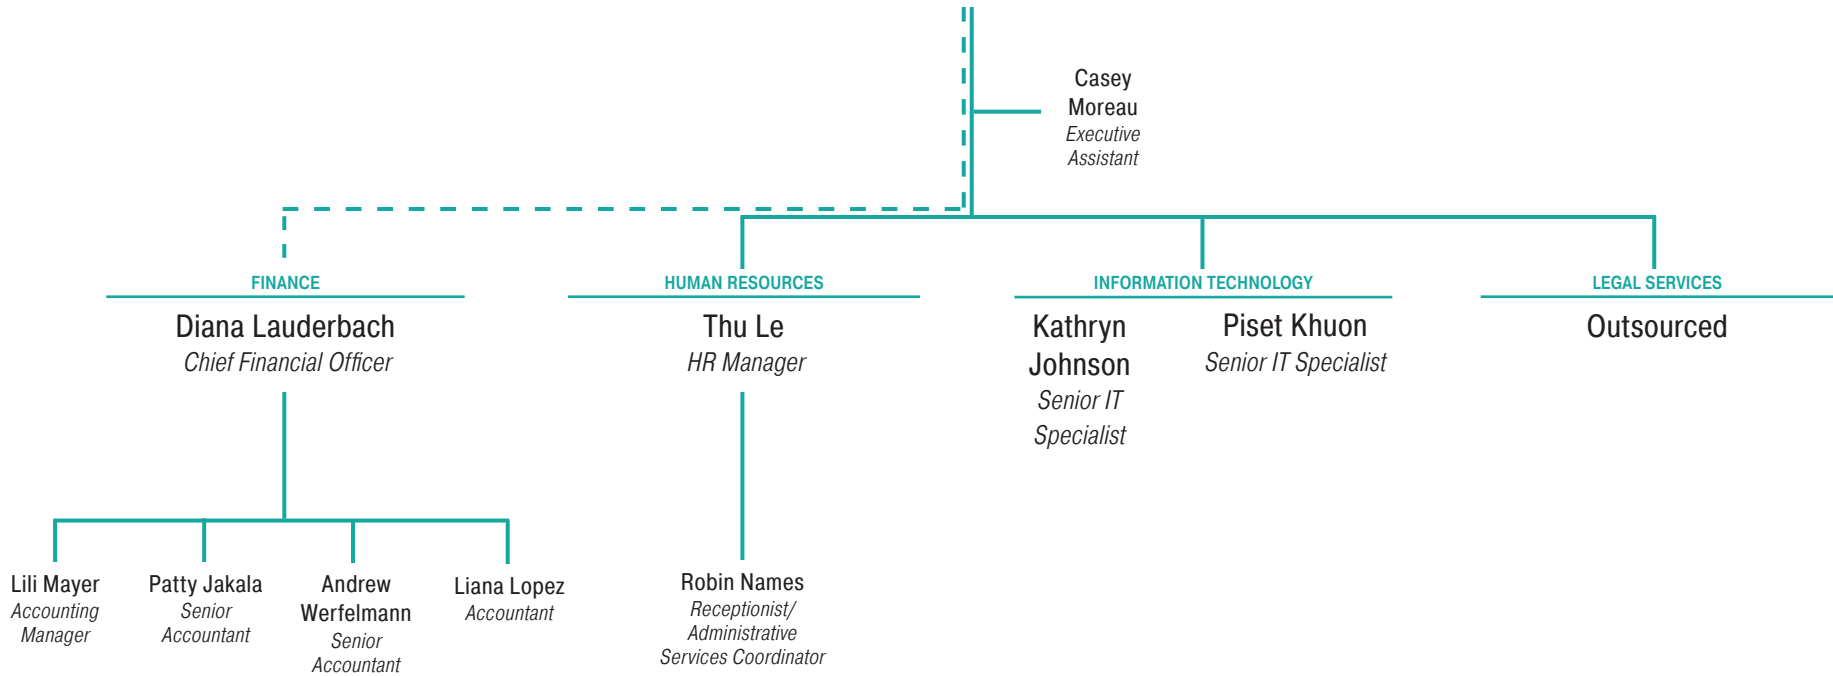 Casey
Moreau
Executive
Assistant
FINANCE
Diana Lauderbach
Chief Financial Officer
HUMAN RESOURCES
Thu Le
HR Manager
INFORMATION TECHNOLOGY
Kathryn
Johnson
Senior IT
Specialist
Piset Khuon
Senior IT Specialist
LEGAL SERVICES
Outsourced
Lili Mayer
Accounting
Manager
Patty Jakala
Senior
Accountant
Andrew
Werfelmann
Senior
Accountant
Liana Lopez
Accountant
Robin Names
Receptionist/
Administrative
Services Coordinator